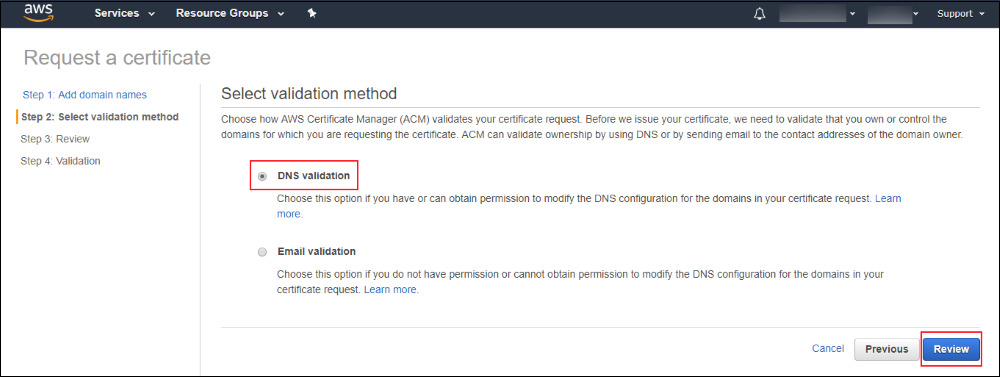 aws Services Resource Groups Support
Request a certificate
Step 1: Add domain names
Step 2: Select validation method
Step 3: Review
Step 4: Validation
Select validation method
Choose how AWS Certificate Manager (ACM) validates your certificate request. Before we issue your certificate, we need to validate that you own or control the
domains for which you are requesting the certificate. ACM can validate ownership by using DNS or by sending email to the contact addresses of the domain owner.
DNS validation
Choose this option if you have or can obtain permission to modify the DNS configuration for the domains in your certificate request. Learn
more.
Email validation
Choose this option if you do not have permission or cannot obtain permission to modify the DNS configuration for the domains in your
certificate request. Learn more.
Cancel Previous Review